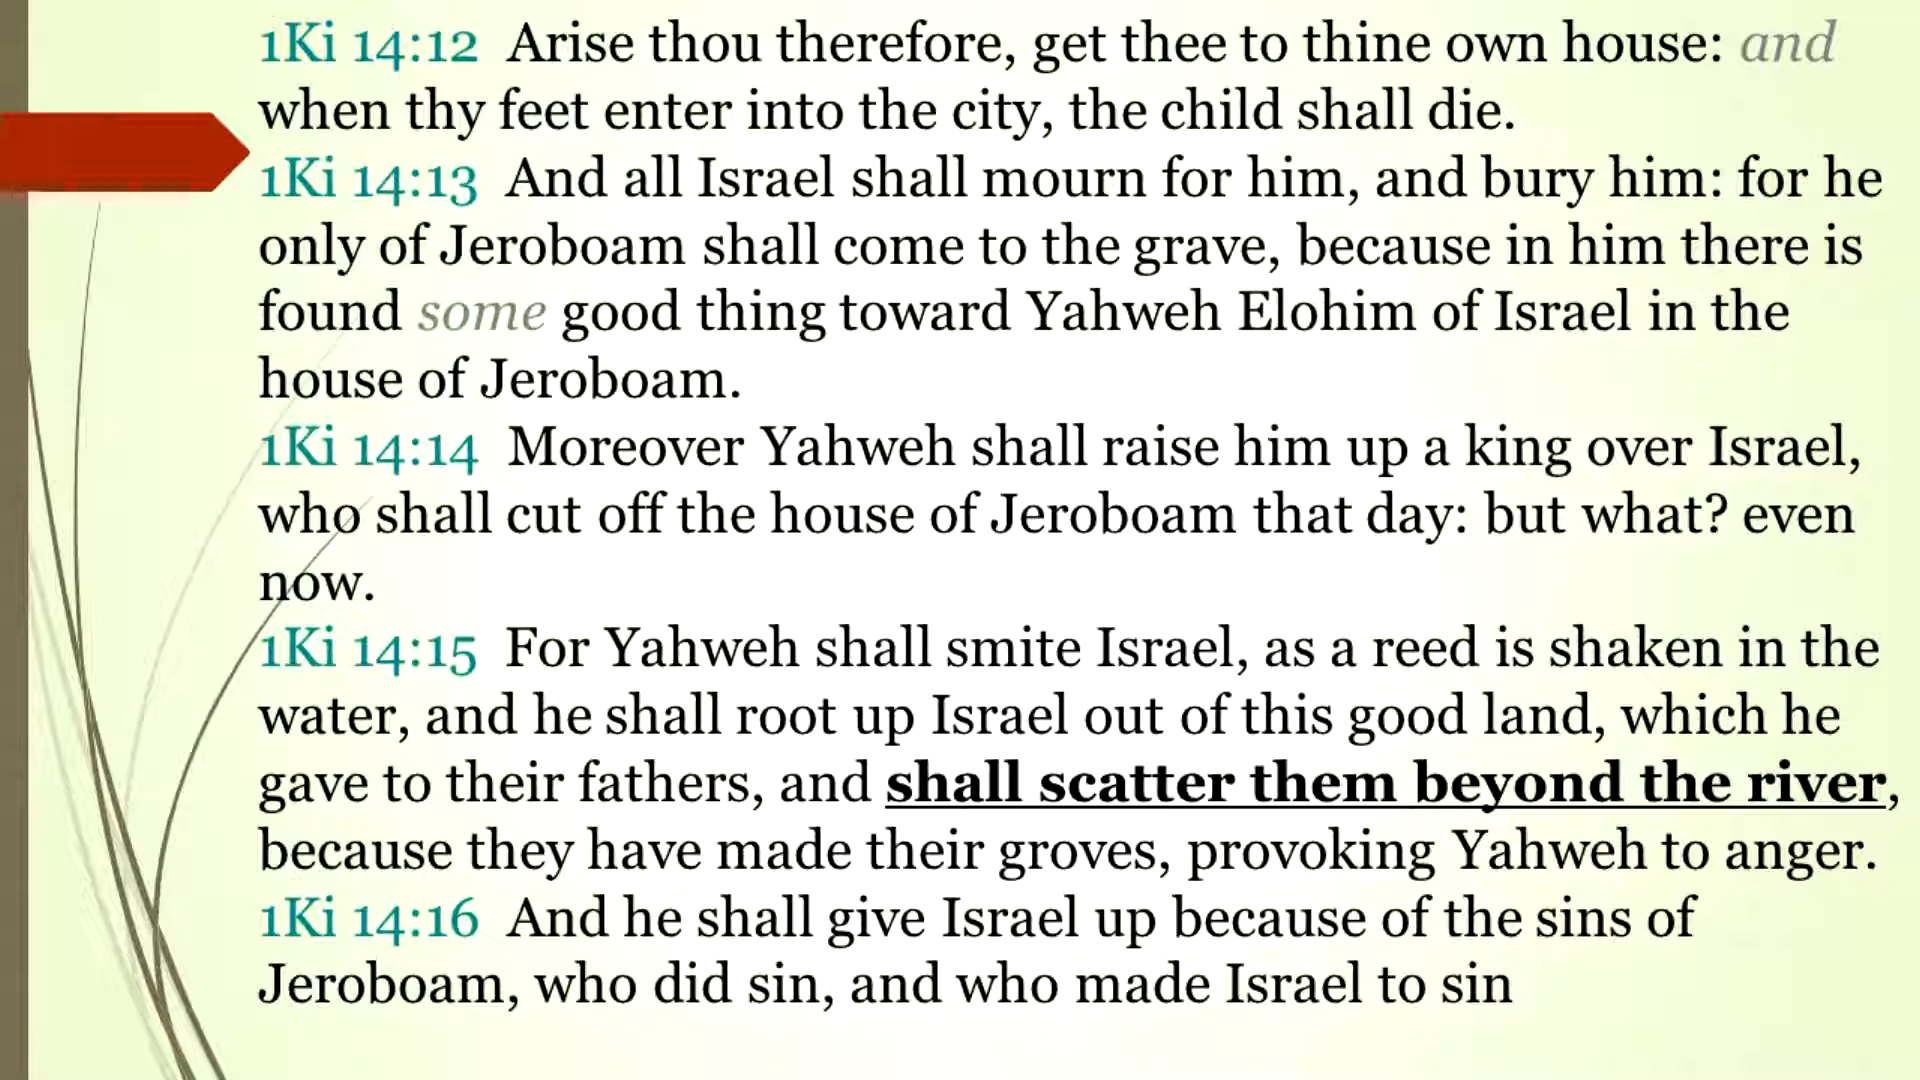 1Ki 14:12 Arise thou therefore, get thee to thine own house: and
when thy feet enter into the city, the child shall die.
1Ki 14:13 And all Israel shall mourn for him, and bury him: for he
only of Jeroboam shall come to the grave, because in him there is
found some good thing toward Yahweh Elohim of Israel in the
house of Jeroboam.
1Ki 14:14 Moreover Yahweh shall raise him up a king over Israel,
who shall cut off the house of Jeroboam that day: but what? even
now.
1Ki 14:15 For Yahweh shall smite Israel, as a reed is shaken in the
water, and he shall root up Israel out of this good land, which he
gave to their fathers, and shall scatter them beyond the river,
because they have made their groves, provoking Yahweh to anger.
1Ki 14:16 And he shall give Israel up because of the sins of
Jeroboam, who did sin, and who made Israel to sin